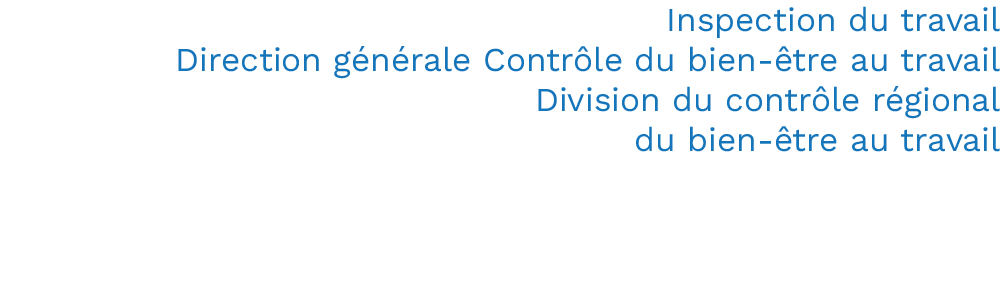 Inspection du travail
Direction générale Contrôle du bien-être au travail
Division du contrôle régional
du bien-être au travail